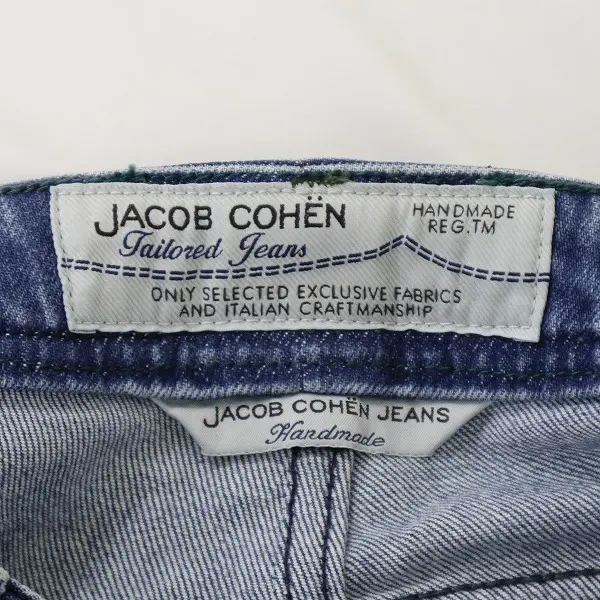 JACOB COHËN
Tailored Jeans
HANDMADE
REG.TM
ONLY SELECTED EXCLUSIVE FABRICS
AND ITALIAN CRAFTMANSHIP
JACOB COHËN JEANS
Handmade